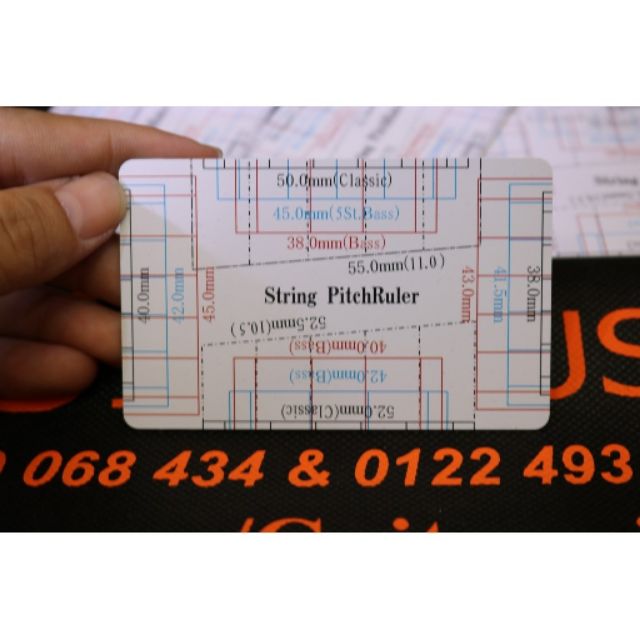 50.0mm(Classic)
45.0mm(5St.Bass)
38.0mm(Bass)
55.0mm(11.0)
40.0mm
42.0mm
45.0mm
String PitchRuler
43.0mm
41.5mm
38.0mm
52.5mm(10.5)
40.0mm(Bass)
42.0mm(Bass)
52.0mm(Classic)
US
068 434 & 0122 493